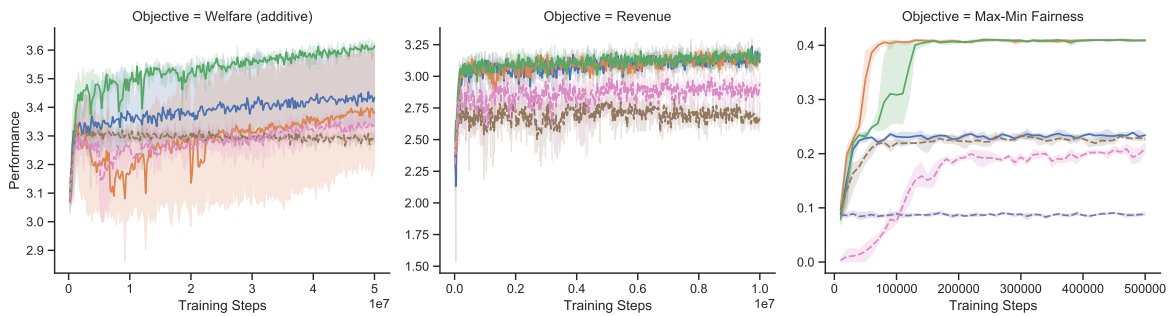 Objective = Welfare (additive)
Performance
3.6
3.5
3.4
3.3
3.2
3.1
3.0
2.9
0 1 2 3 4 5
1e7
Training Steps
Objective = Revenue
3.25
3.00
2.75
2.50
2.25
2.00
1.75
1.50
0.0 0.2 0.4 0.6 0.8 1.0
1e7
Training Steps
Objective = Max-Min Fairness
0.4
0.3
0.2
0.1
0.0
0 100000 200000 300000 400000 500000
Training Steps